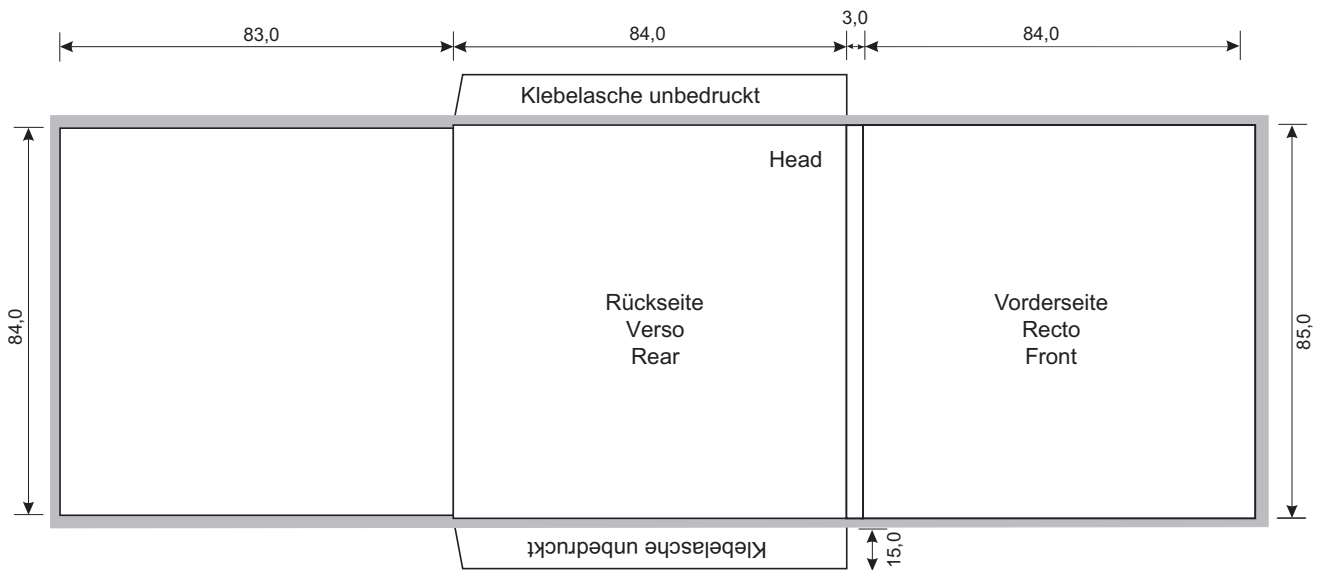 83,0
84,0
3,0
84,0
Klebelasche unbedruckt
Head
84,0
Rückseite
Verso
Rear
Vorderseite
Recto
Front
85,0
Klebelasche unbedruckt
15,0